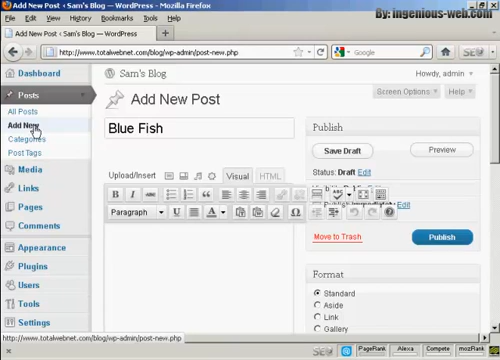 Add New Post ‹ Sam's Blog — WordPress - Mozilla Firefox
By: ingenious-web.com
File Edit View History Bookmarks Tools Help
Add New Post ‹ Sam's Blog — WordPress
http://www.totalwebnet.com/blog/wp-admin/post-new.php
Google
Dashboard
Posts
All Posts
Add New
Categories
Post Tags
Media
Links
Pages
Comments
Appearance
Plugins
Users
Tools
Settings
Sam's Blog
Howdy, admin
Screen Options
Help
Add New Post
Blue Fish
Upload/Insert
Visual
HTML
B I
ABC
Paragraph
U
A
Ω
Publish
Save Draft
Preview
Status: Draft Edit
Edit
Move to Trash
Publish
Format
Standard
Aside
Link
Gallery
http://www.totalwebnet.com/blog/wp-admin/post-new.php
PageRank
Alexa
Compete
mozRank